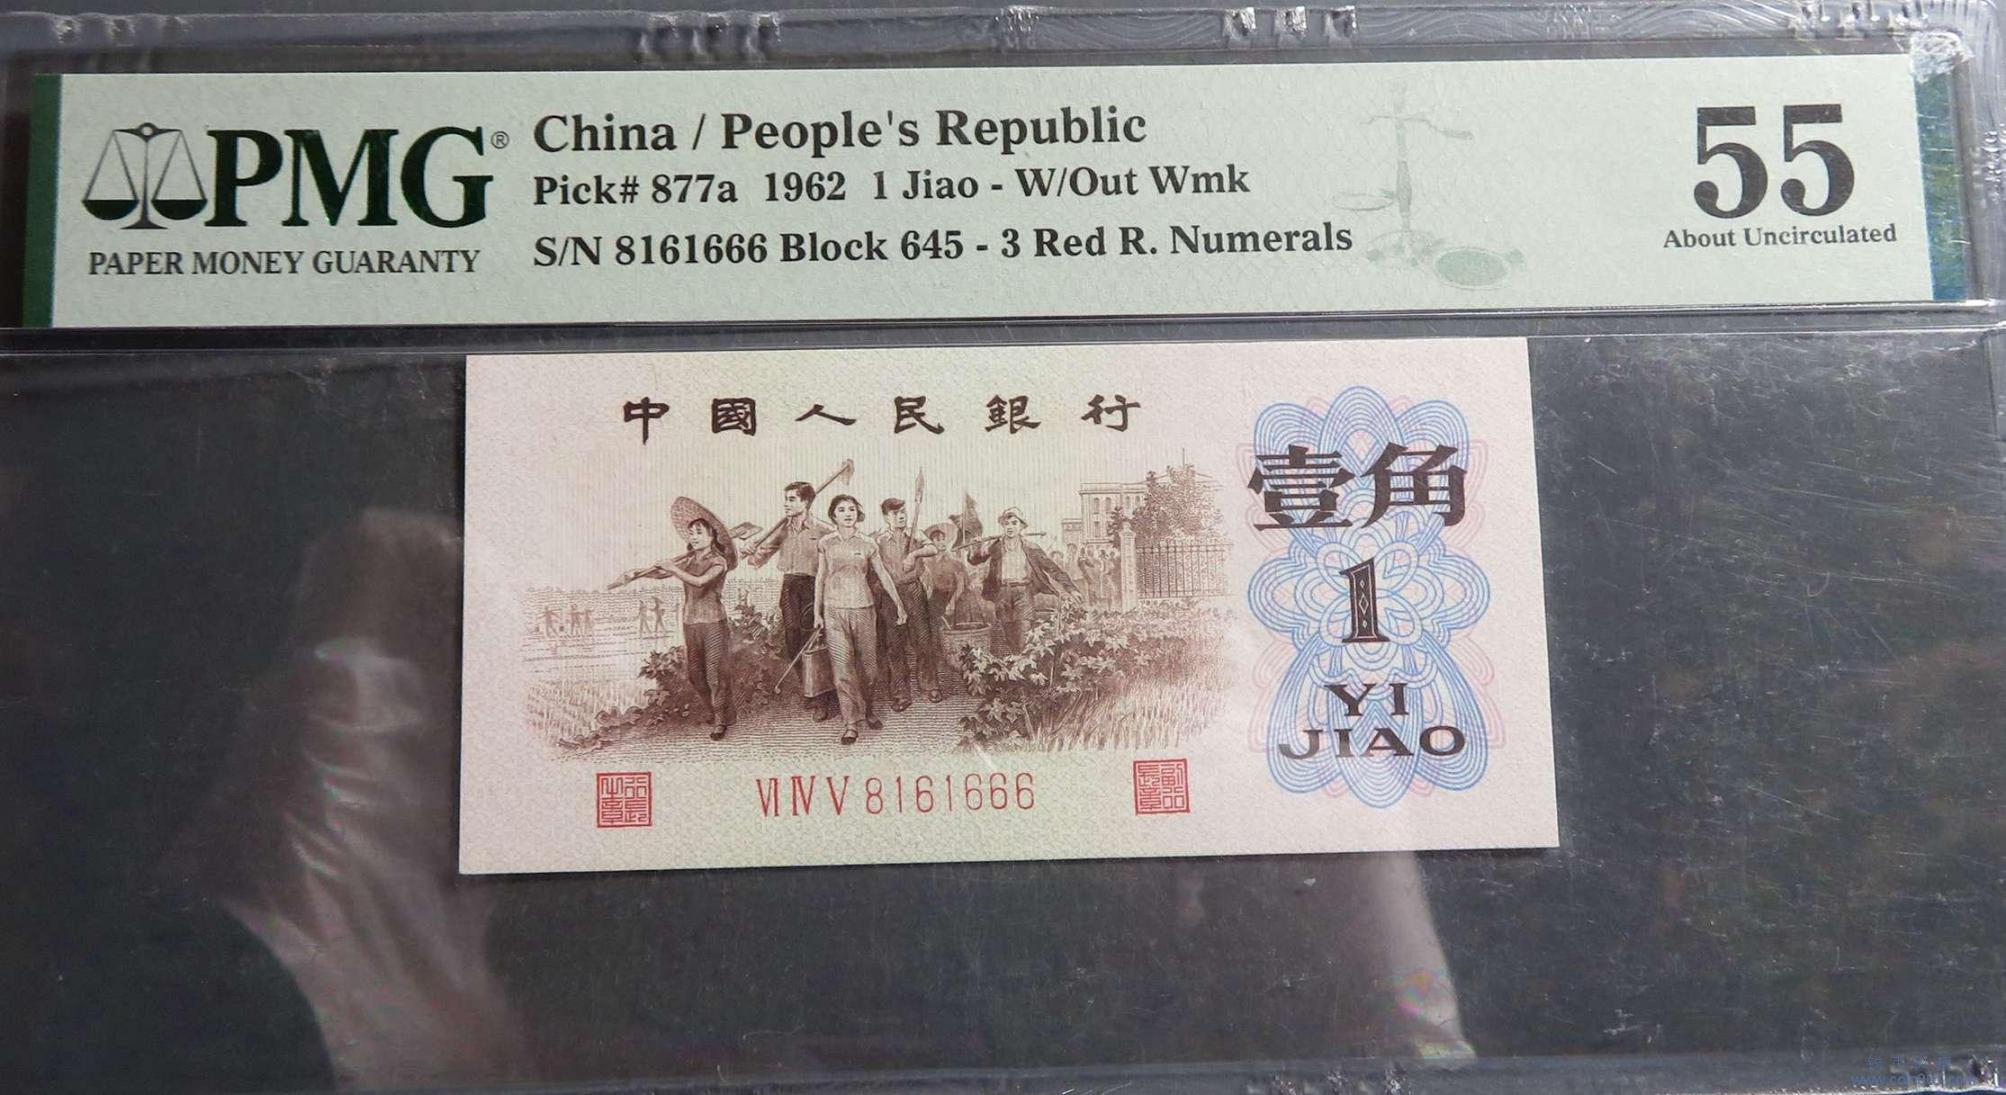 PMG®
PAPER MONEY GUARANTY
China / People's Republic
Pick# 877a 1962 1 Jiao - W/Out Wmk
S/N 8161666 Block 645 - 3 Red R. Numerals
55
About Uncirculated
中國人民銀行
壹角
1
YI
JIAO
VI IV V 8161666